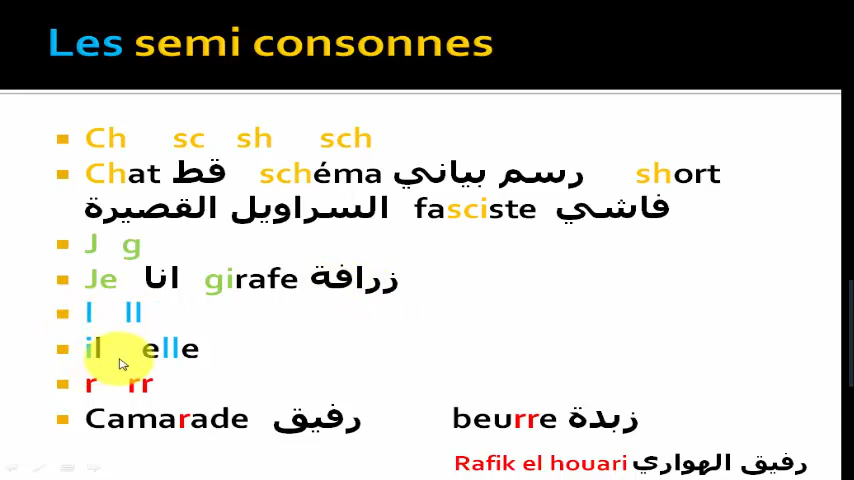 Les semi consonnes
Ch sc sh sch
Chat قط schéma رسم بياني short
السراويل القصيرة fasciste فاشي
J g
Je انا girafe زرافة
l ll
il elle
r rr
Camarade رفيق beurre زبدة
Rafik el houari رفيق الهواري